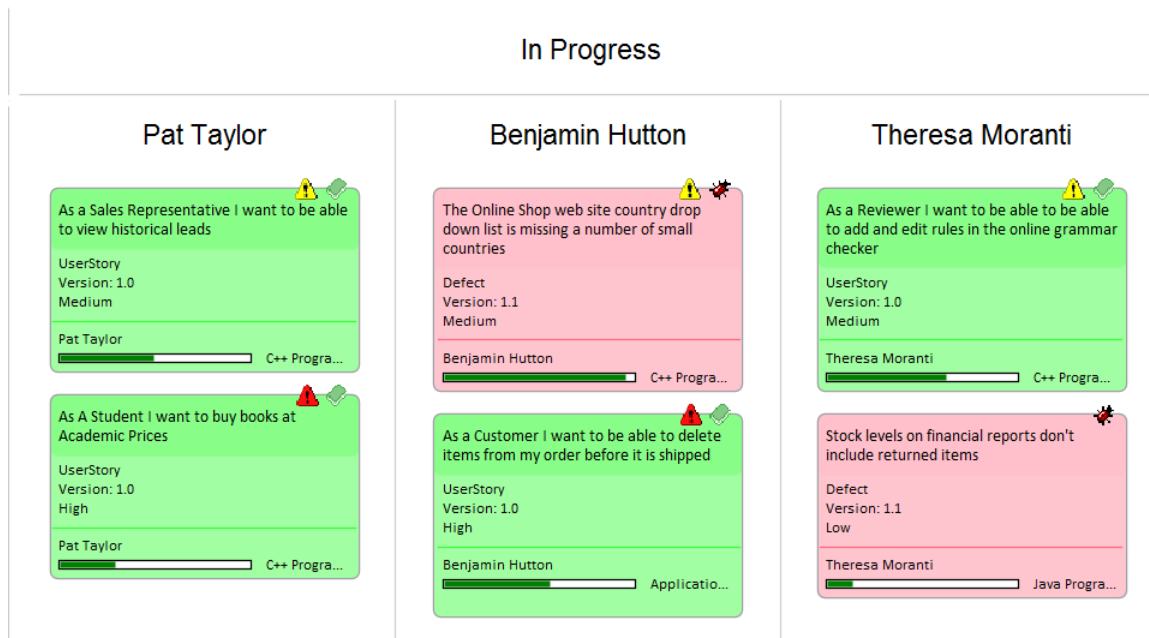 In Progress
Pat Taylor
As a Sales Representative I want to be able
to view historical leads
UserStory
Version: 1.0
Medium
Pat Taylor
C++ Progra...
As A Student I want to buy books at
Academic Prices
UserStory
Version: 1.0
High
Pat Taylor
C++ Progra...
Benjamin Hutton
The Online Shop web site country drop
down list is missing a number of small
countries
Defect
Version: 1.1
Medium
Benjamin Hutton
C++ Progra...
As a Customer I want to be able to delete
items from my order before it is shipped
UserStory
Version: 1.0
High
Benjamin Hutton
Applicatio...
Theresa Moranti
As a Reviewer I want to be able to be able
to add and edit rules in the online grammar
checker
UserStory
Version: 1.0
Medium
Theresa Moranti
C++ Progra...
Stock levels on financial reports don't
include returned items
Defect
Version: 1.1
Low
Theresa Moranti
Java Progra...